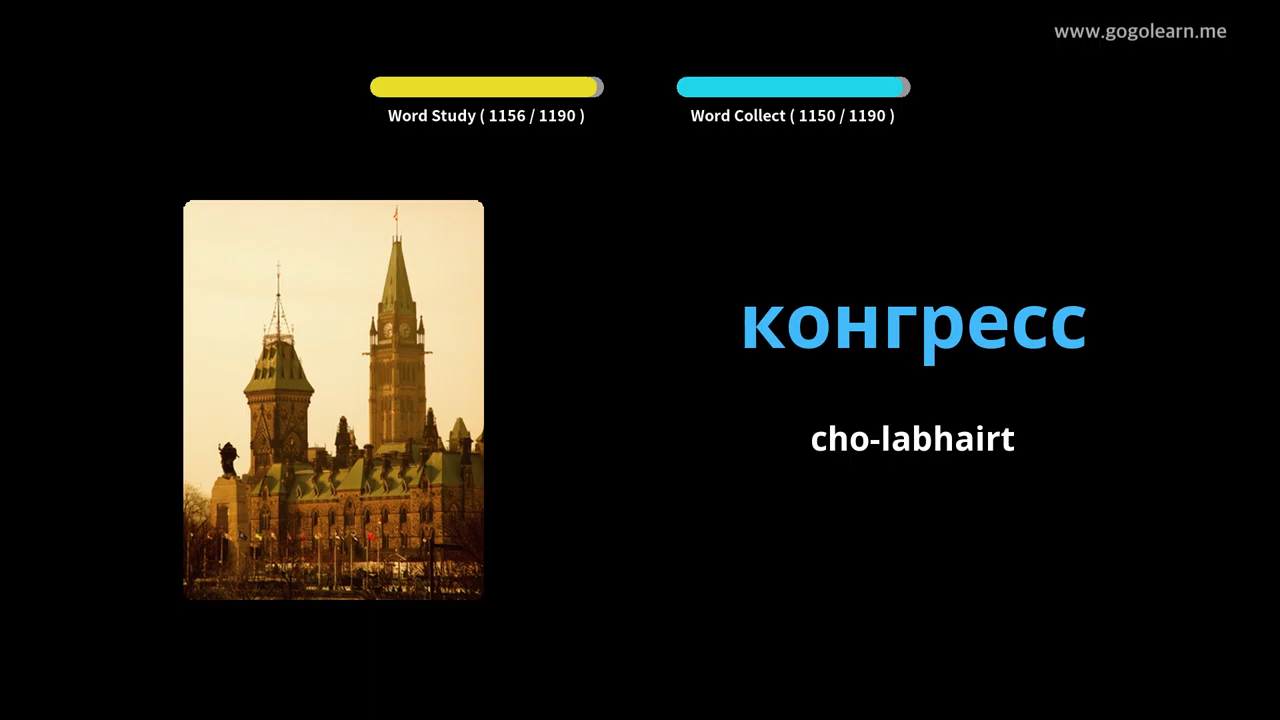 www.gogolearn.me
Word Study ( 1156 / 1190 )
Word Collect ( 1150 / 1190 )
конгресс
cho-labhairt